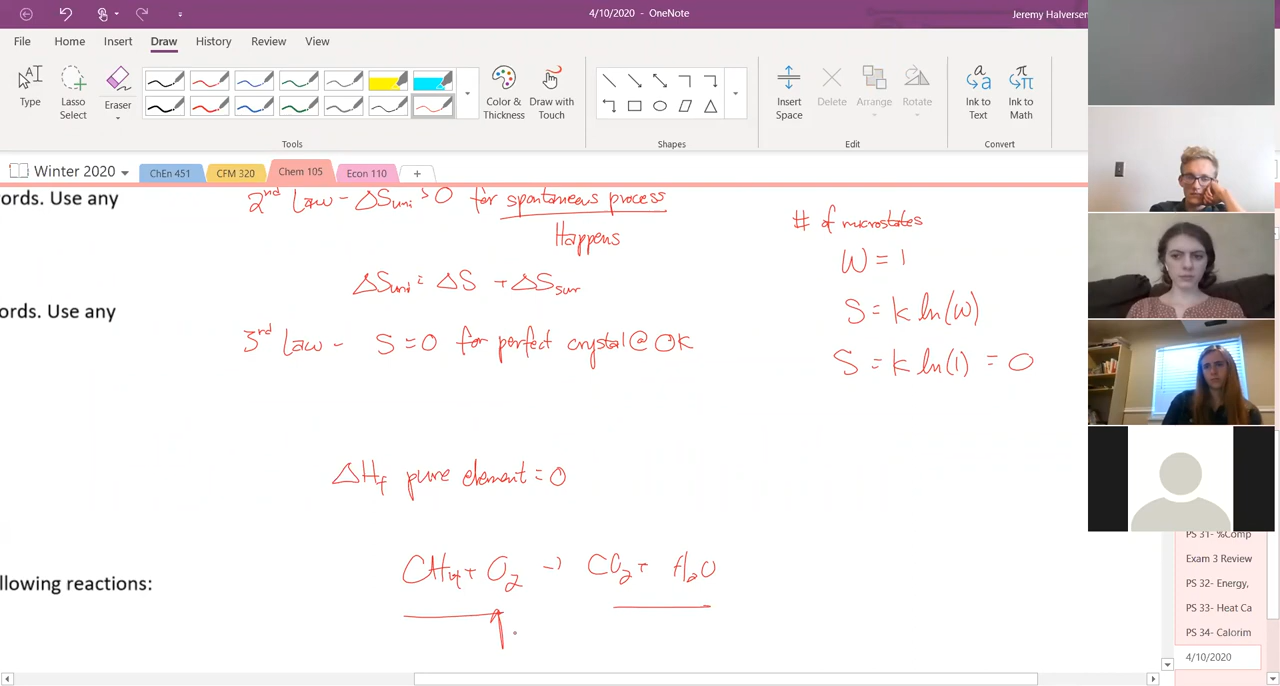 4/10/2020 - OneNote
Jeremy Halversen
File Home Insert Draw History Review View
Type
Lasso Select
Eraser
Color & Thickness
Draw with Touch
Insert Space
Delete
Arrange
Rotate
Ink to Text
Ink to Math
Tools
Shapes
Edit
Convert
Winter 2020
ChEn 451
CFM 320
Chem 105
Econ 110
ords. Use any
2nd Law - ΔSuni > 0 for spontaneous process
Happens
# of microstates
W = 1
ΔSuni = ΔS + ΔSsurr
S = k ln(W)
ords. Use any
3rd Law - S = 0 for perfect crystal @ 0K
S = k ln(1) = 0
ΔHf pure element = 0
CH4 + O2 → CO2 + H2O
llowing reactions:
PS 31- %Comp
Exam 3 Review
PS 32- Energy,
PS 33- Heat Ca
PS 34- Calorim
4/10/2020